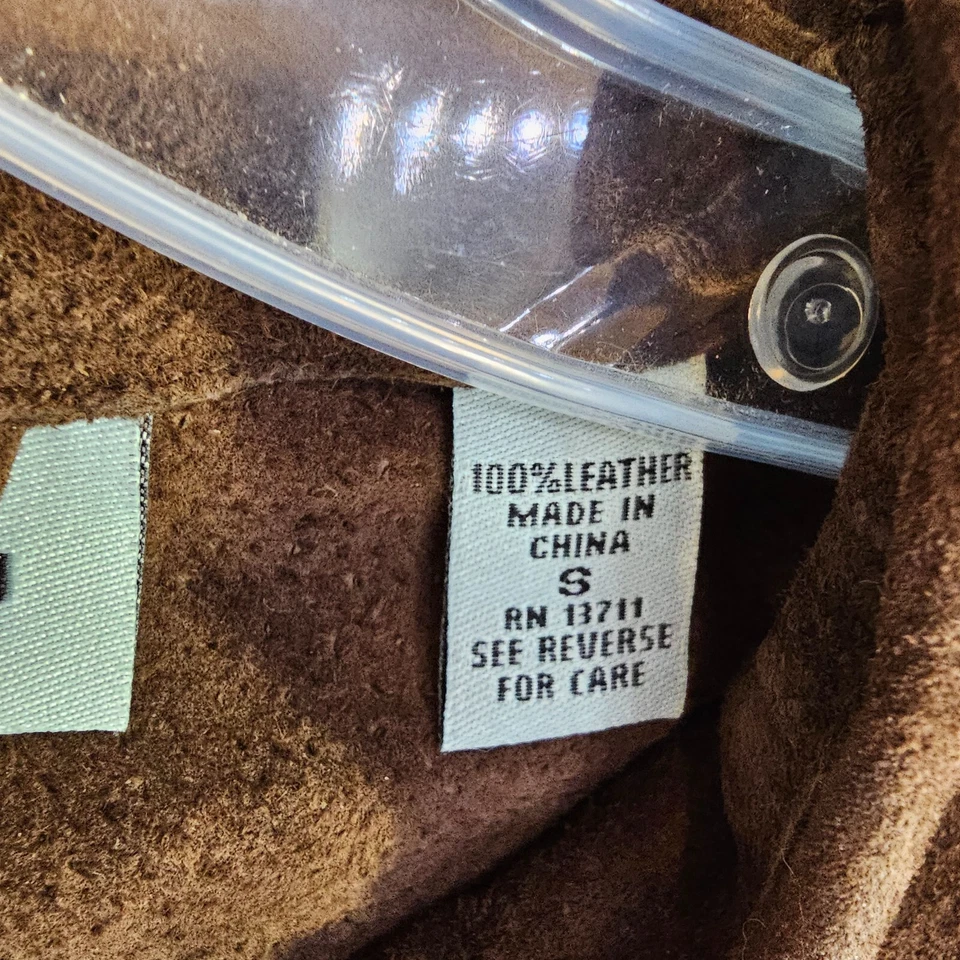 100%LEATHER
MADE IN
CHINA
S
RN 13711
SEE REVERSE
FOR CARE